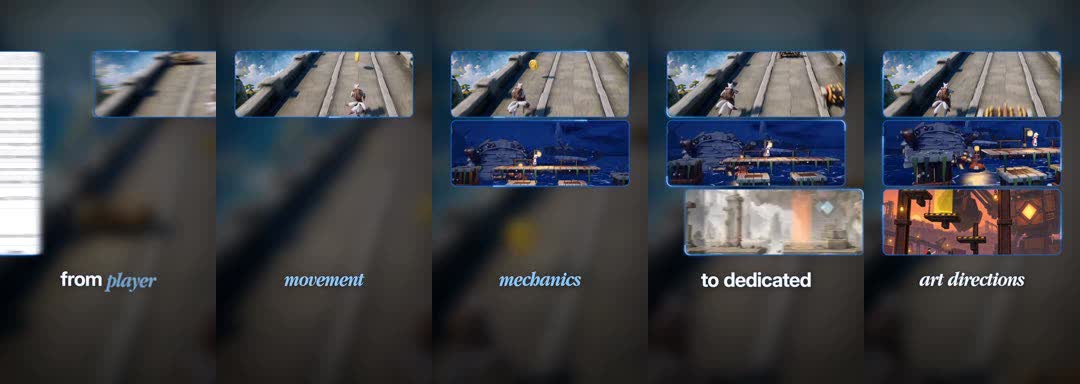 from player
movement
mechanics
to dedicated
art directions